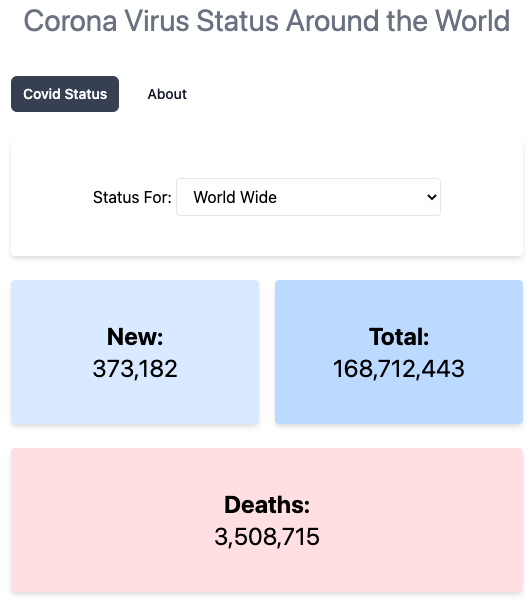 Corona Virus Status Around the World
Covid Status About
Status For: World Wide
New:
373,182
Total:
168,712,443
Deaths:
3,508,715